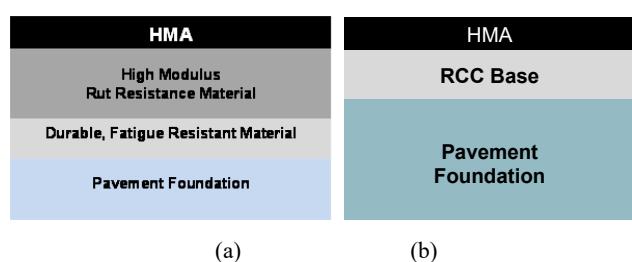 HMA
High Modulus
Rut Resistance Material
Durable, Fatigue Resistant Material
Pavement Foundation
HMA
RCC Base
Pavement
Foundation
(a)
(b)